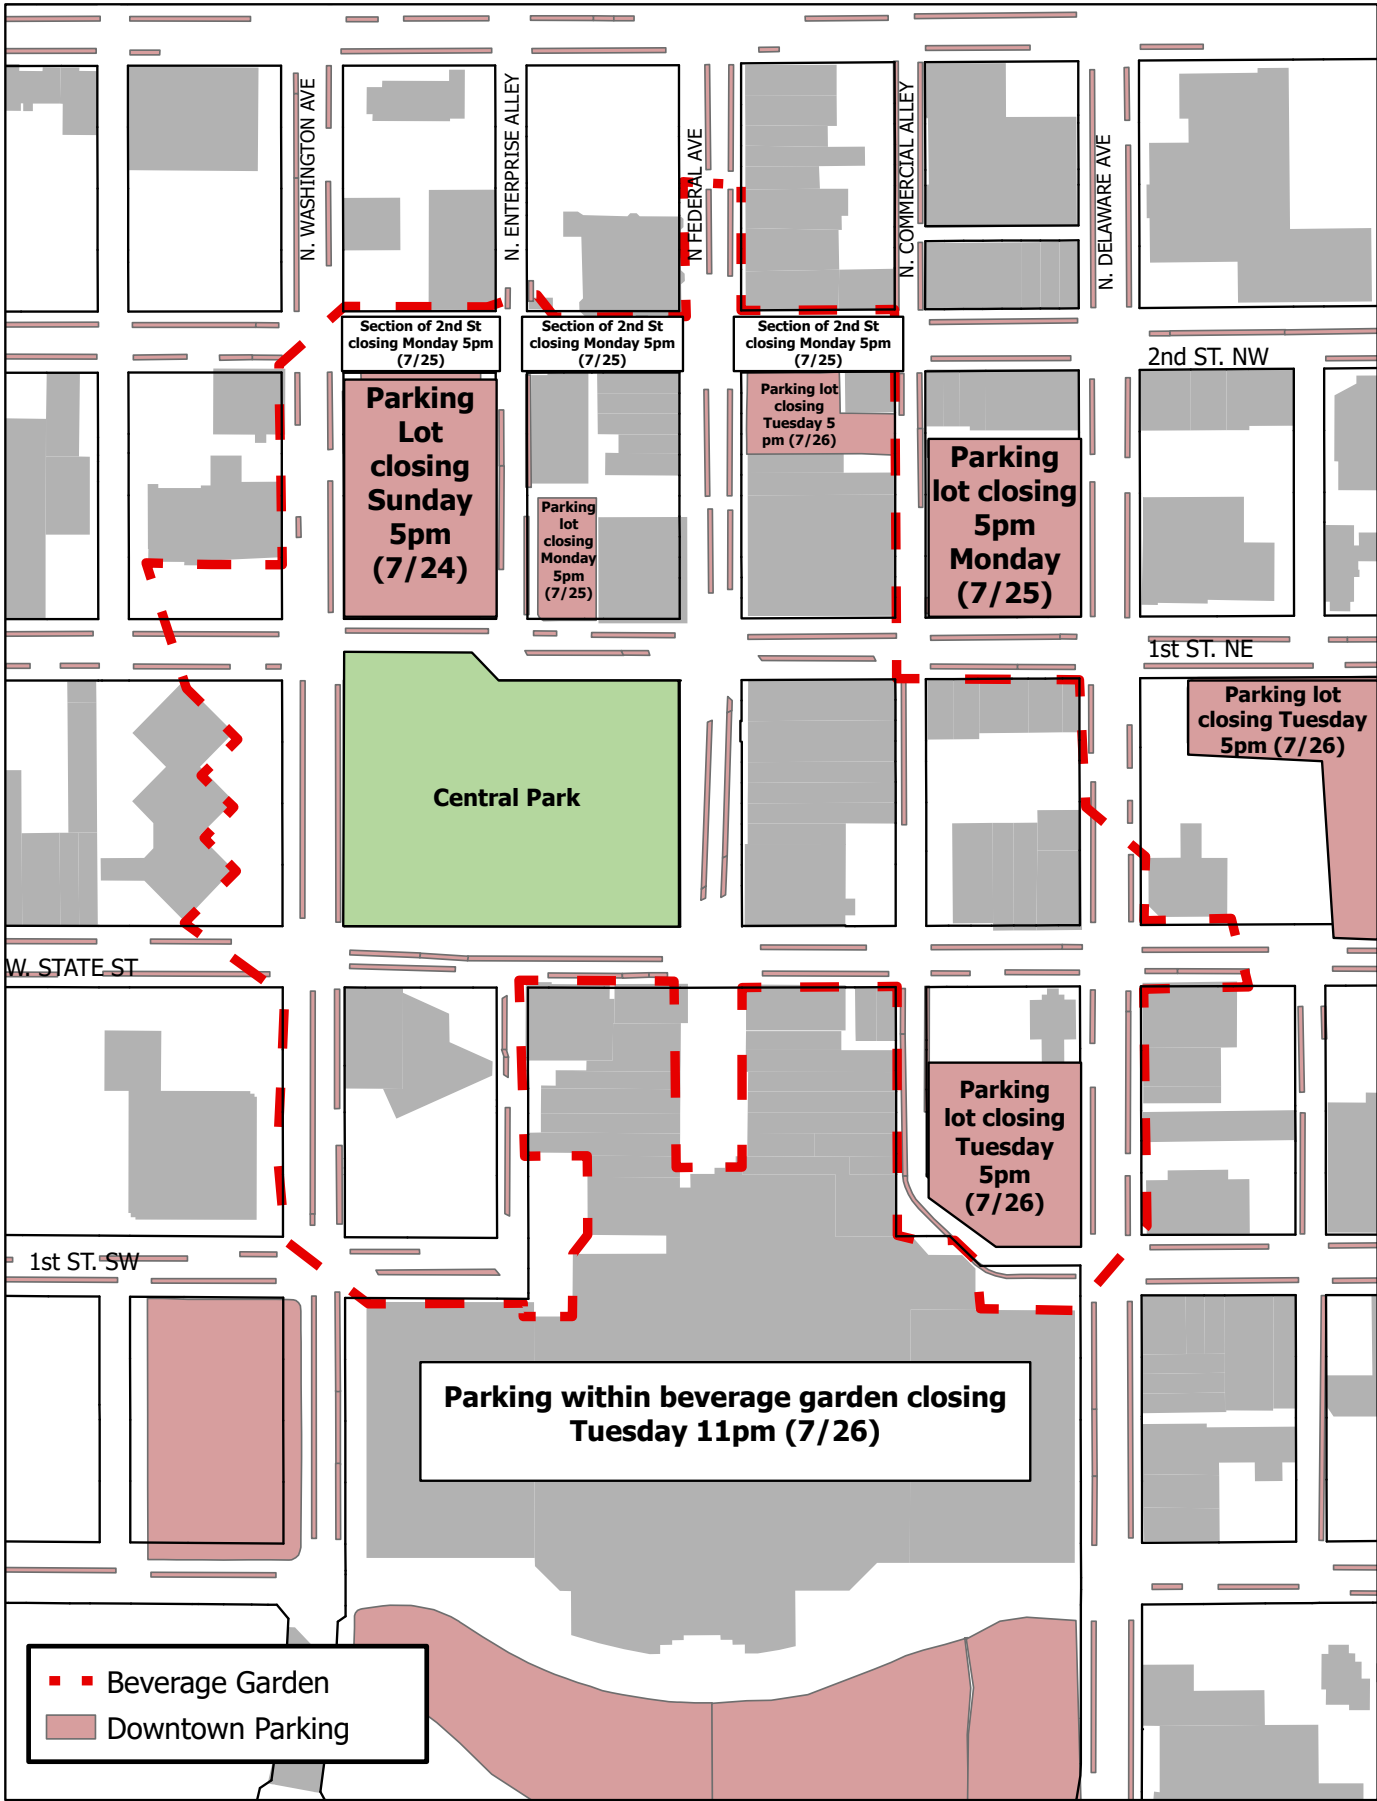 N. WASHINGTON AVE
N. ENTERPRISE ALLEY
N FEDERAL AVE
N. COMMERCIAL ALLEY
N. DELAWARE AVE
Section of 2nd St
closing Monday 5pm
(7/25)
Section of 2nd St
closing Monday 5pm
(7/25)
Section of 2nd St
closing Monday 5pm
(7/25)
2nd ST. NW
Parking
Lot
closing
Sunday
5pm
(7/24)
Parking
lot
closing
Monday
5pm
(7/25)
Parking lot
closing
Tuesday 5
pm (7/26)
Parking
lot closing
5pm
Monday
(7/25)
1st ST. NE
Parking lot
closing Tuesday
5pm (7/26)
Central Park
W. STATE ST
Parking
lot closing
Tuesday
5pm
(7/26)
1st ST. SW
Parking within beverage garden closing
Tuesday 11pm (7/26)
Beverage Garden
Downtown Parking